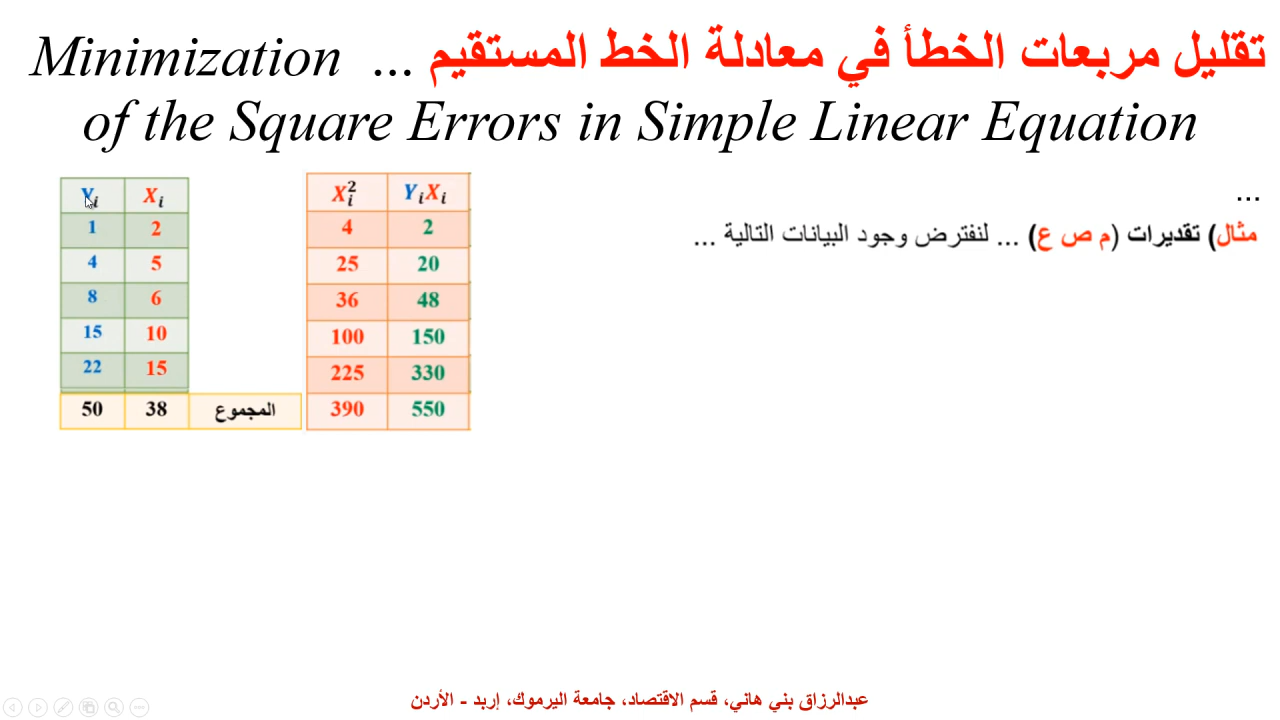 تقليل مربعات الخطأ في معادلة الخط المستقيم ... Minimization
of the Square Errors in Simple Linear Equation
...
مثال) تقديرات (م ص ع) ... لنفترض وجود البيانات التالية ...
Yᵢ Xᵢ
1 2
4 5
8 6
15 10
22 15
50 38 المجموع
Xᵢ² YᵢXᵢ
4 2
25 20
36 48
100 150
225 330
390 550
عبدالرزاق بني هاني، قسم الاقتصاد، جامعة اليرموك، إربد - الأردن